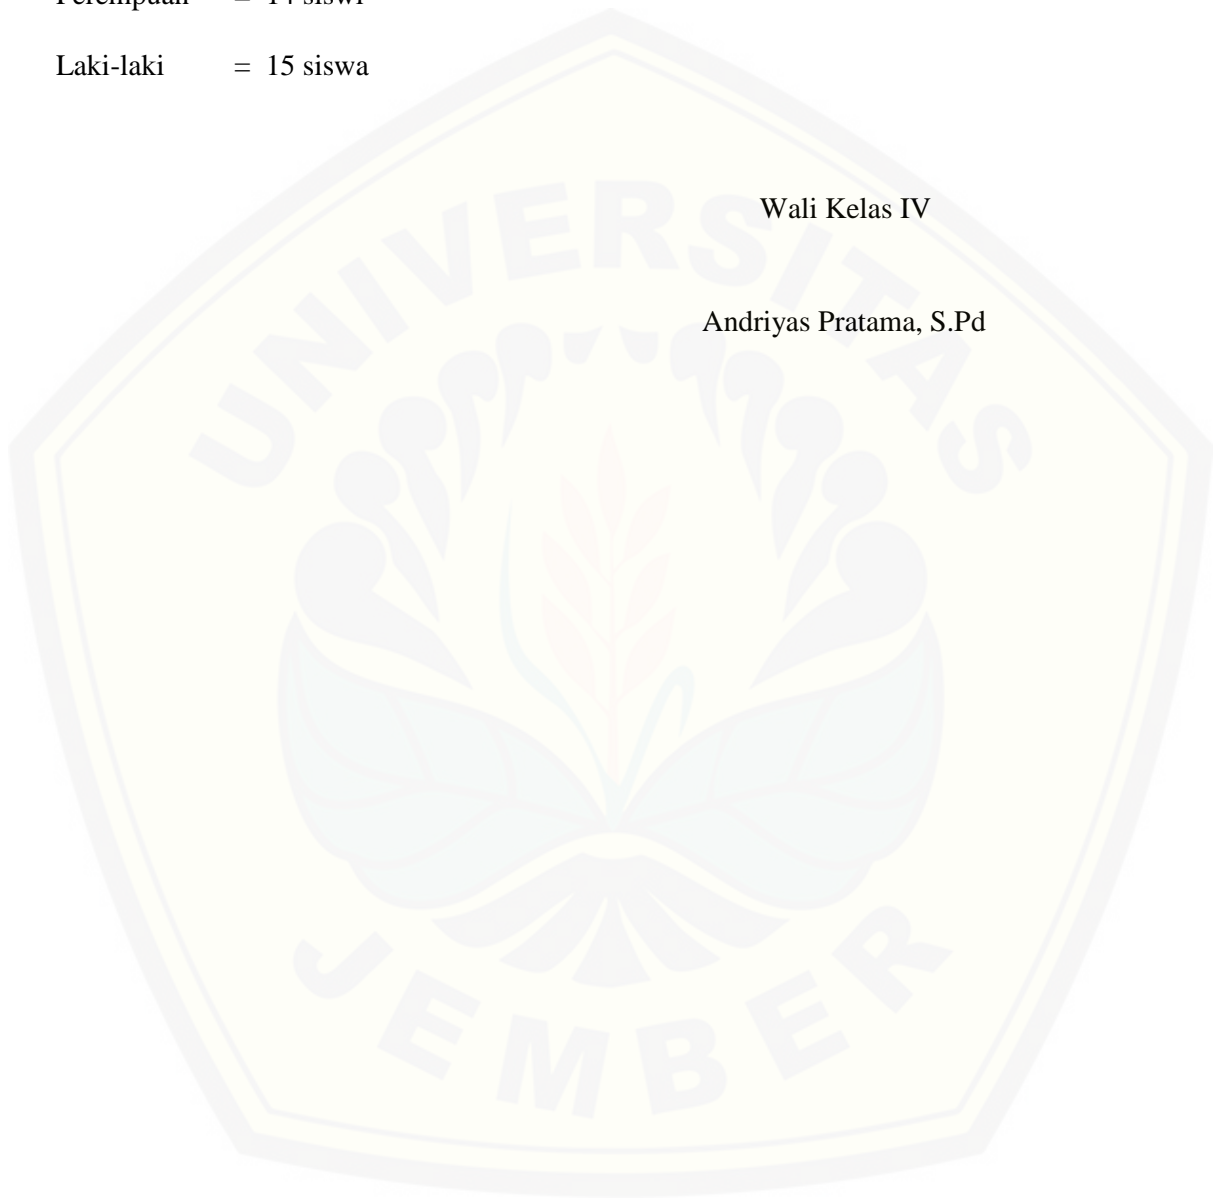 Perempuan = 14 siswi
Laki-laki = 15 siswa
Wali Kelas IV
Andriyas Pratama, S.Pd
UNIVERSITAS
JEMBER